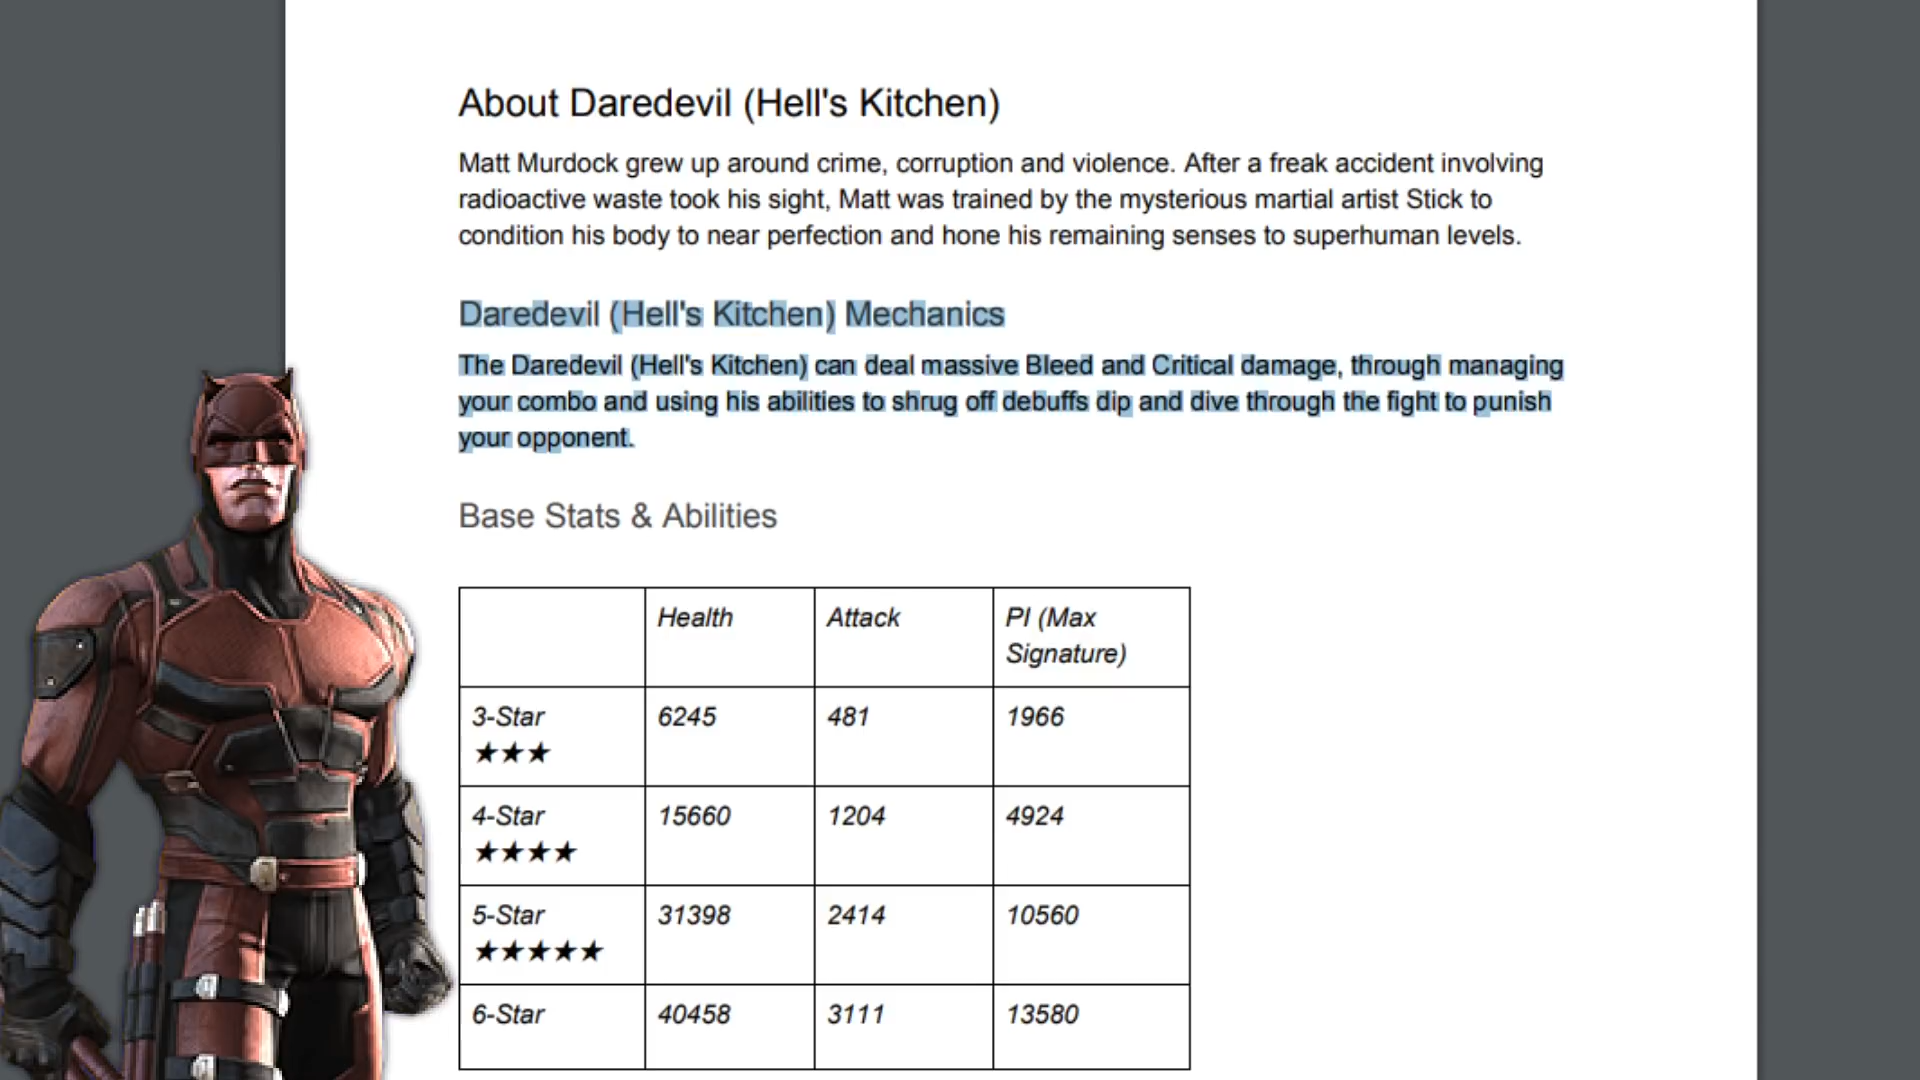 About Daredevil (Hell's Kitchen)
Matt Murdock grew up around crime, corruption and violence. After a freak accident involving
radioactive waste took his sight, Matt was trained by the mysterious martial artist Stick to
condition his body to near perfection and hone his remaining senses to superhuman levels.
Daredevil (Hell's Kitchen) Mechanics
The Daredevil (Hell's Kitchen) can deal massive Bleed and Critical damage, through managing
your combo and using his abilities to shrug off debuffs dip and dive through the fight to punish
your opponent.
Base Stats & Abilities
Health Attack PI (Max
Signature)
3-Star 6245 481 1966
★★★
4-Star 15660 1204 4924
★★★★
5-Star 31398 2414 10560
★★★★★
6-Star 40458 3111 13580